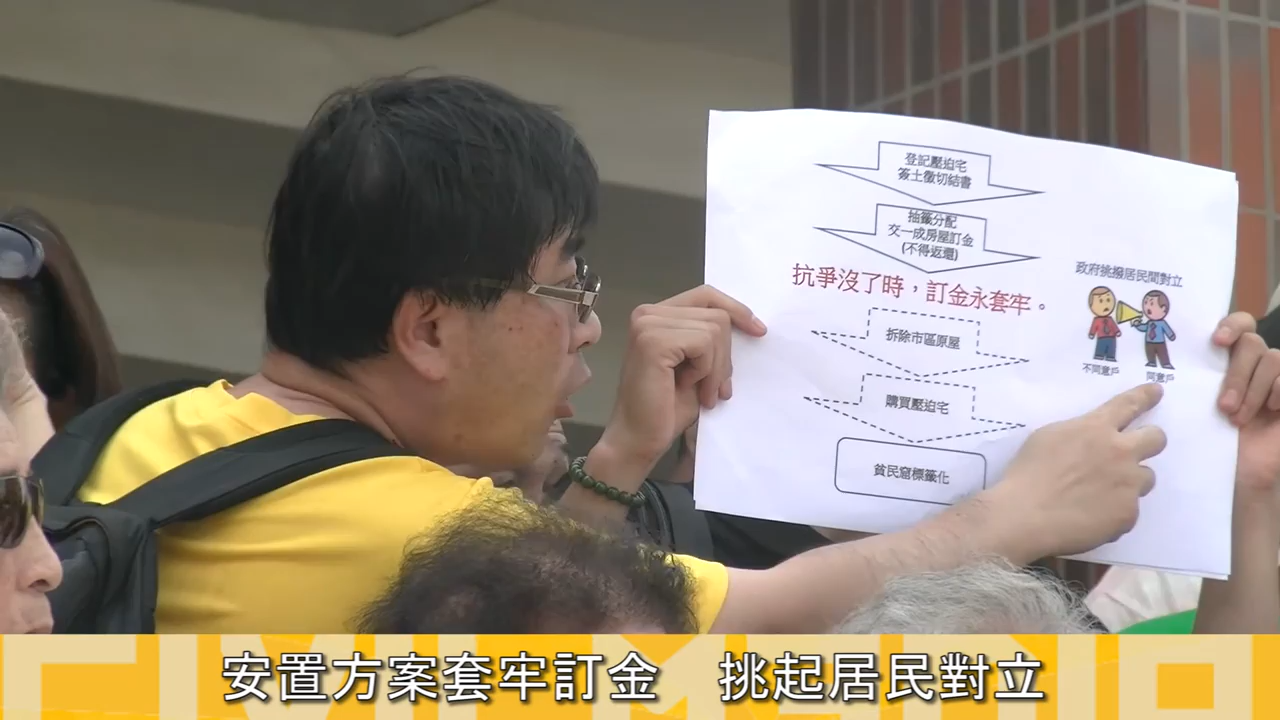 登記壓迫宅
簽土徵切結書
抽籤分配
交一成房屋訂金
(不得返還)
抗爭沒了時，訂金永套牢。
拆除市區原屋
購買壓迫宅
貧民窟標籤化
政府挑撥居民間對立
不同意戶
同意戶
安置方案套牢訂金 挑起居民對立